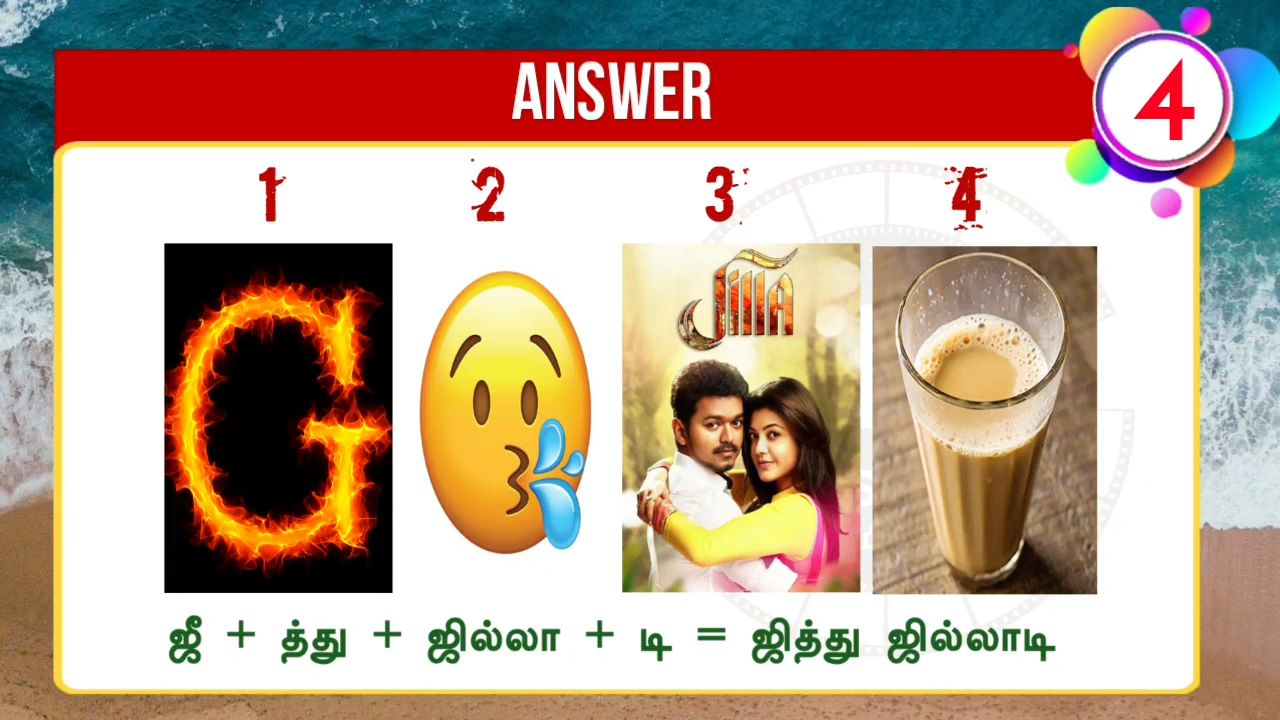 ANSWER
4
1 2 3 4
G
Jilla
ஜீ + த்து + ஜில்லா + டி = ஜித்து ஜில்லாடி